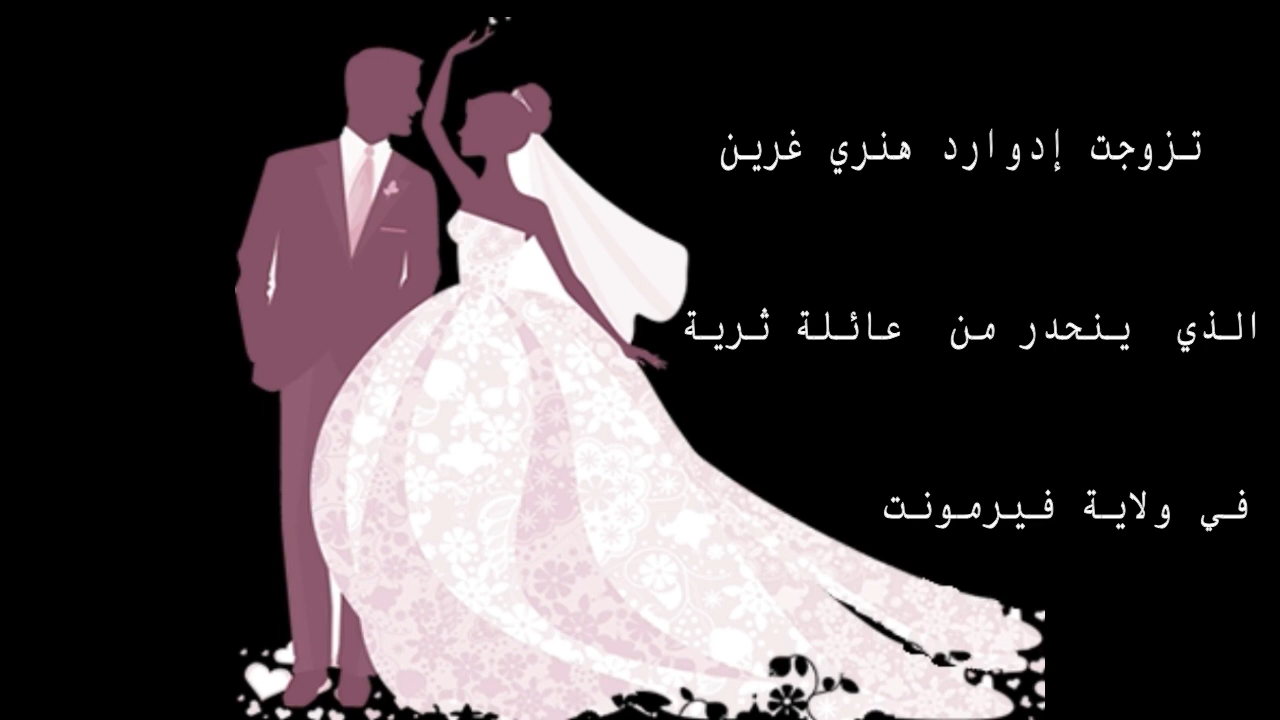 تزوجت إدوارد هنري غرين
الذي ينحدر من عائلة ثرية
في ولاية فيرمونت